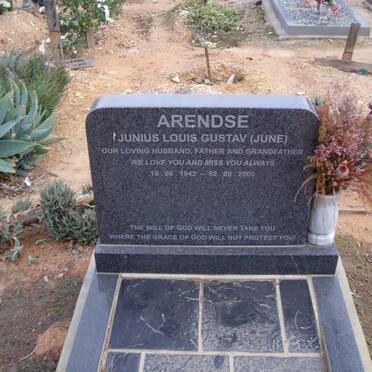 ARENDSE
JUNIUS LOUIS GUSTAV (JUNE)
OUR LOVING HUSBAND, FATHER AND GRANDFATHER
WE LOVE YOU AND MISS YOU ALWAYS
16 . 06 . 1943 – 02 . 09 . 2005
THE WILL OF GOD WILL NEVER TAKE YOU
WHERE THE GRACE OF GOD WILL NOT PROTECT YOU!